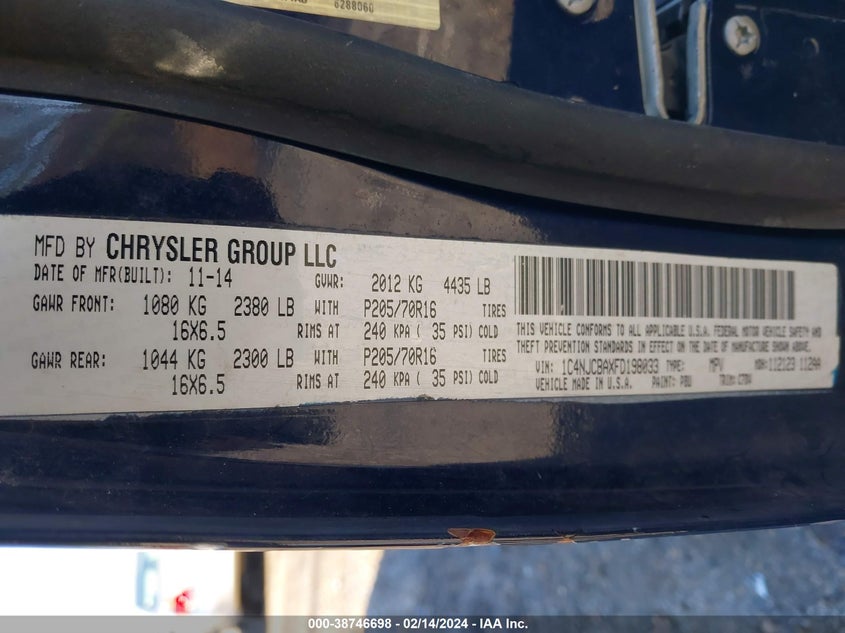 6288060
MFD BY CHRYSLER GROUP LLC
DATE OF MFR(BUILT): 11-14 GVWR: 2012 KG 4435 LB
GAWR FRONT: 1080 KG 2380 LB WITH P205/70R16 TIRES
16X6.5 RIMS AT 240 KPA ( 35 PSI) COLD
GAWR REAR: 1044 KG 2300 LB WITH P205/70R16 TIRES
16X6.5 RIMS AT 240 KPA ( 35 PSI) COLD
THIS VEHICLE CONFORMS TO ALL APPLICABLE U.S.A. FEDERAL MOTOR VEHICLE SAFETY AND
THEFT PREVENTION STANDARDS IN EFFECT ON THE DATE OF MANUFACTURE SHOWN ABOVE.
VIN: 1C4NJCBAXFD198033 TYPE: MPV MDH: 112123 112AA
VEHICLE MADE IN U.S.A. PAINT: PBU TRIM:
000-38746698 - 02/14/2024 - IAA Inc.